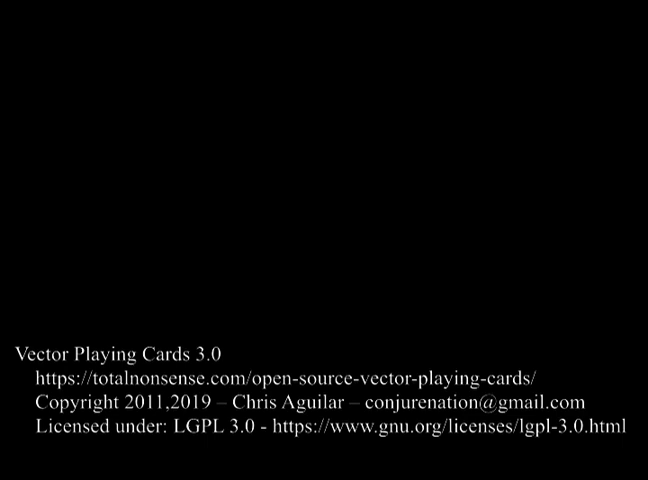 Vector Playing Cards 3.0
https://totalnonsense.com/open-source-vector-playing-cards/
Copyright 2011,2019 – Chris Aguilar – conjurenation@gmail.com
Licensed under: LGPL 3.0 - https://www.gnu.org/licenses/lgpl-3.0.html